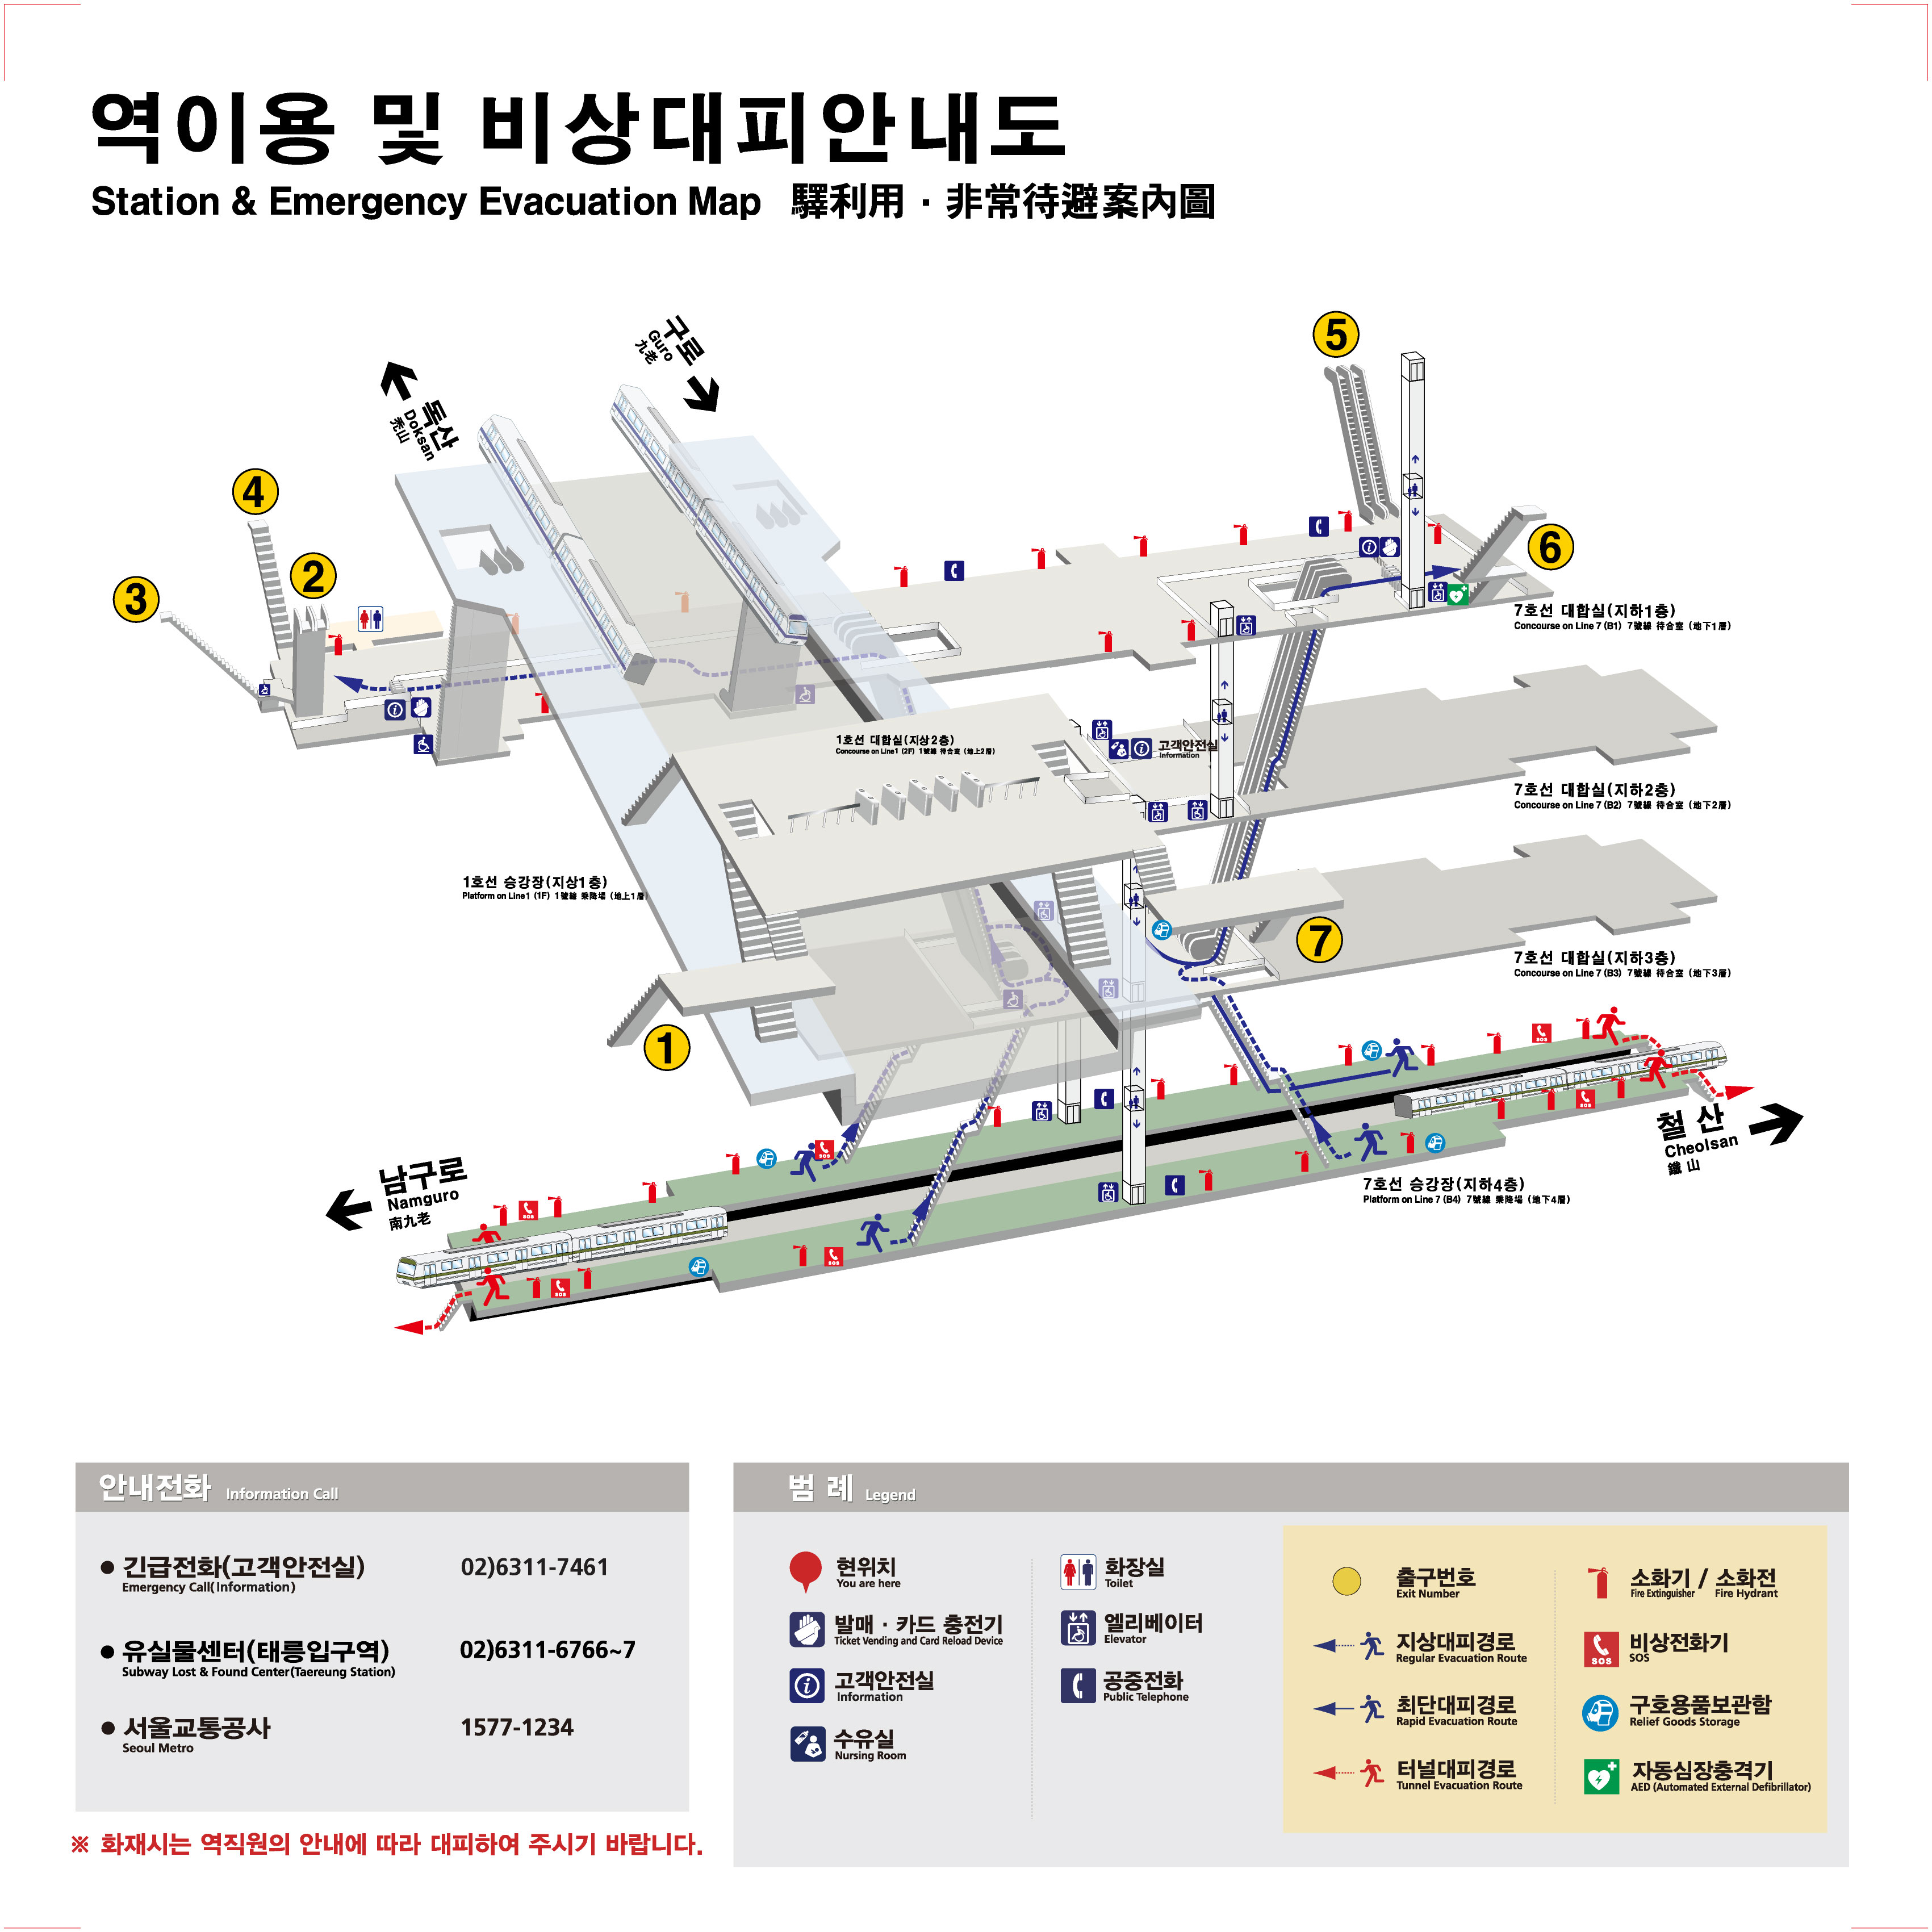 역이용 및 비상대피안내도
Station & Emergency Evacuation Map 驛利用 · 非常待避案內圖
구로
Guro
九老
독산
Doksan
禿山
5
4
2
3
6
7호선 대합실(지하1층)
Concourse on Line 7 (B1) 7號線 待合室 (地下1層)
1호선 대합실(지상2층)
Concourse on Line1 (2F) 1號線 待合室 (地上2層)
고객안전실
Information
7호선 대합실(지하2층)
Concourse on Line 7 (B2) 7號線 待合室 (地下2層)
1호선 승강장(지상1층)
Platform on Line1 (1F) 1號線 乘降場 (地上1層)
7
7호선 대합실(지하3층)
Concourse on Line 7 (B3) 7號線 待合室 (地下3層)
1
철 산
Cheolsan
鐵 山
남구로
Namguro
南九老
7호선 승강장(지하4층)
Platform on Line 7 (B4) 7號線 乘降場 (地下4層)
SOS
SOS
SOS
SOS
SOS
SOS
안내전화 Information Call
● 긴급전화(고객안전실) 02)6311-7461
Emergency Call(Information)
● 유실물센터(태릉입구역) 02)6311-6766~7
Subway Lost & Found Center(Taereung Station)
● 서울교통공사 1577-1234
Seoul Metro
※ 화재시는 역직원의 안내에 따라 대피하여 주시기 바랍니다.
범 례 Legend
현위치
You are here
발매 · 카드 충전기
Ticket Vending and Card Reload Device
고객안전실
Information
수유실
Nursing Room
화장실
Toilet
엘리베이터
Elevator
공중전화
Public Telephone
출구번호
Exit Number
지상대피경로
Regular Evacuation Route
최단대피경로
Rapid Evacuation Route
터널대피경로
Tunnel Evacuation Route
소화기 / 소화전
Fire Extinguisher / Fire Hydrant
SOS
비상전화기
SOS
구호용품보관함
Relief Goods Storage
자동심장충격기
AED (Automated External Defibrillator)